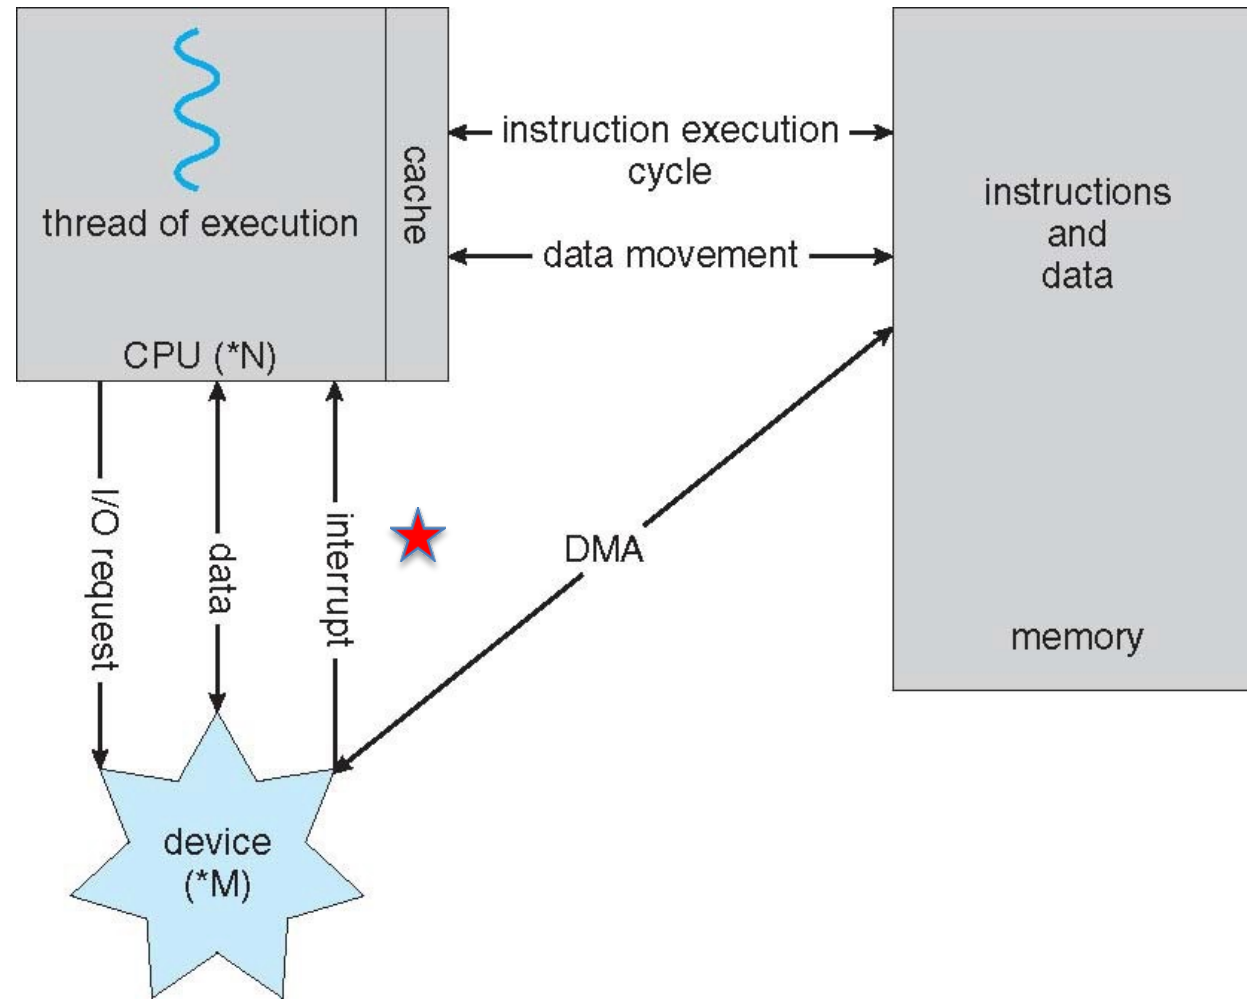 thread of execution
CPU (*N)
cache
instruction execution
cycle
data movement
instructions
and
data
memory
I/O request
data
interrupt
DMA
device
(*M)